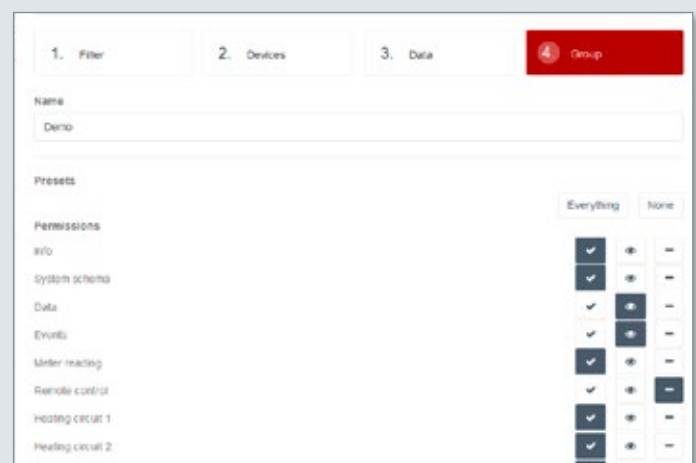 1. Filter 2. Devices 3. Data 4. Group
Name
Demo
Presets
Everything None
Permissions
Info
System schema
Data
Events
Meter reading
Remote control
Heating circuit 1
Heating circuit 2